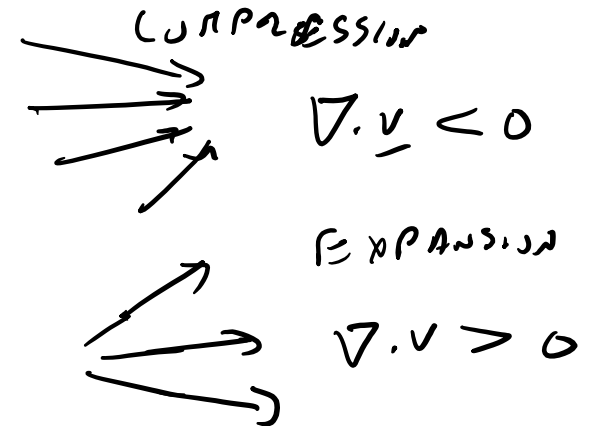 COMPRESSION
∇.v < 0
EXPANSION
∇.v > 0